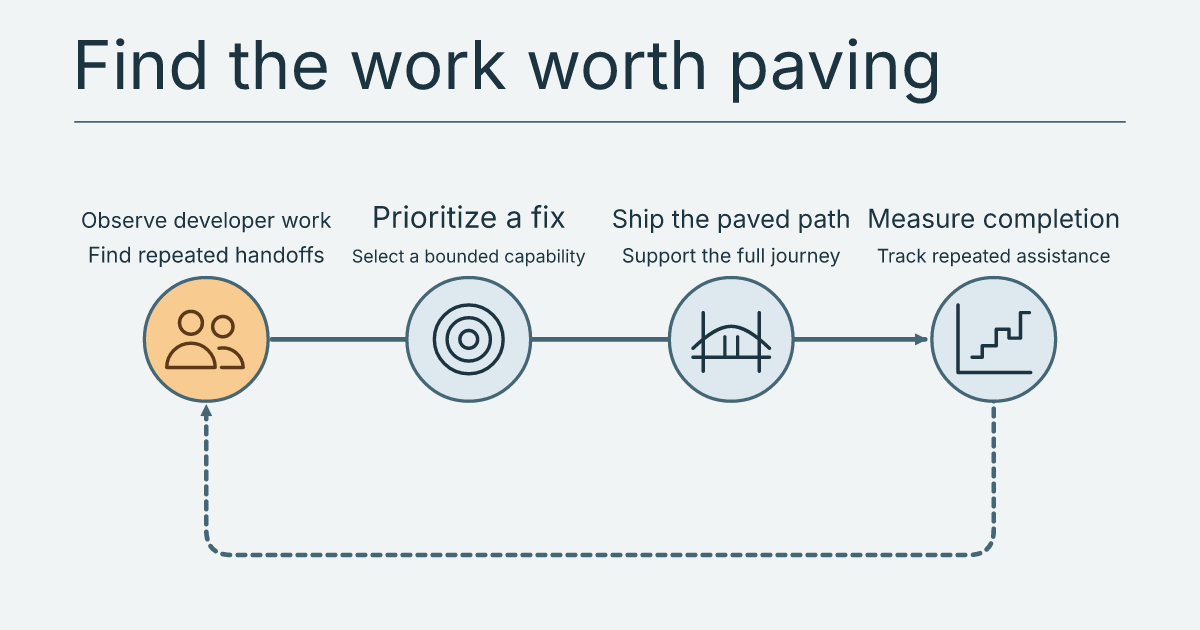 Find the work worth paving
Observe developer work
Find repeated handoffs
Prioritize a fix
Select a bounded capability
Ship the paved path
Support the full journey
Measure completion
Track repeated assistance